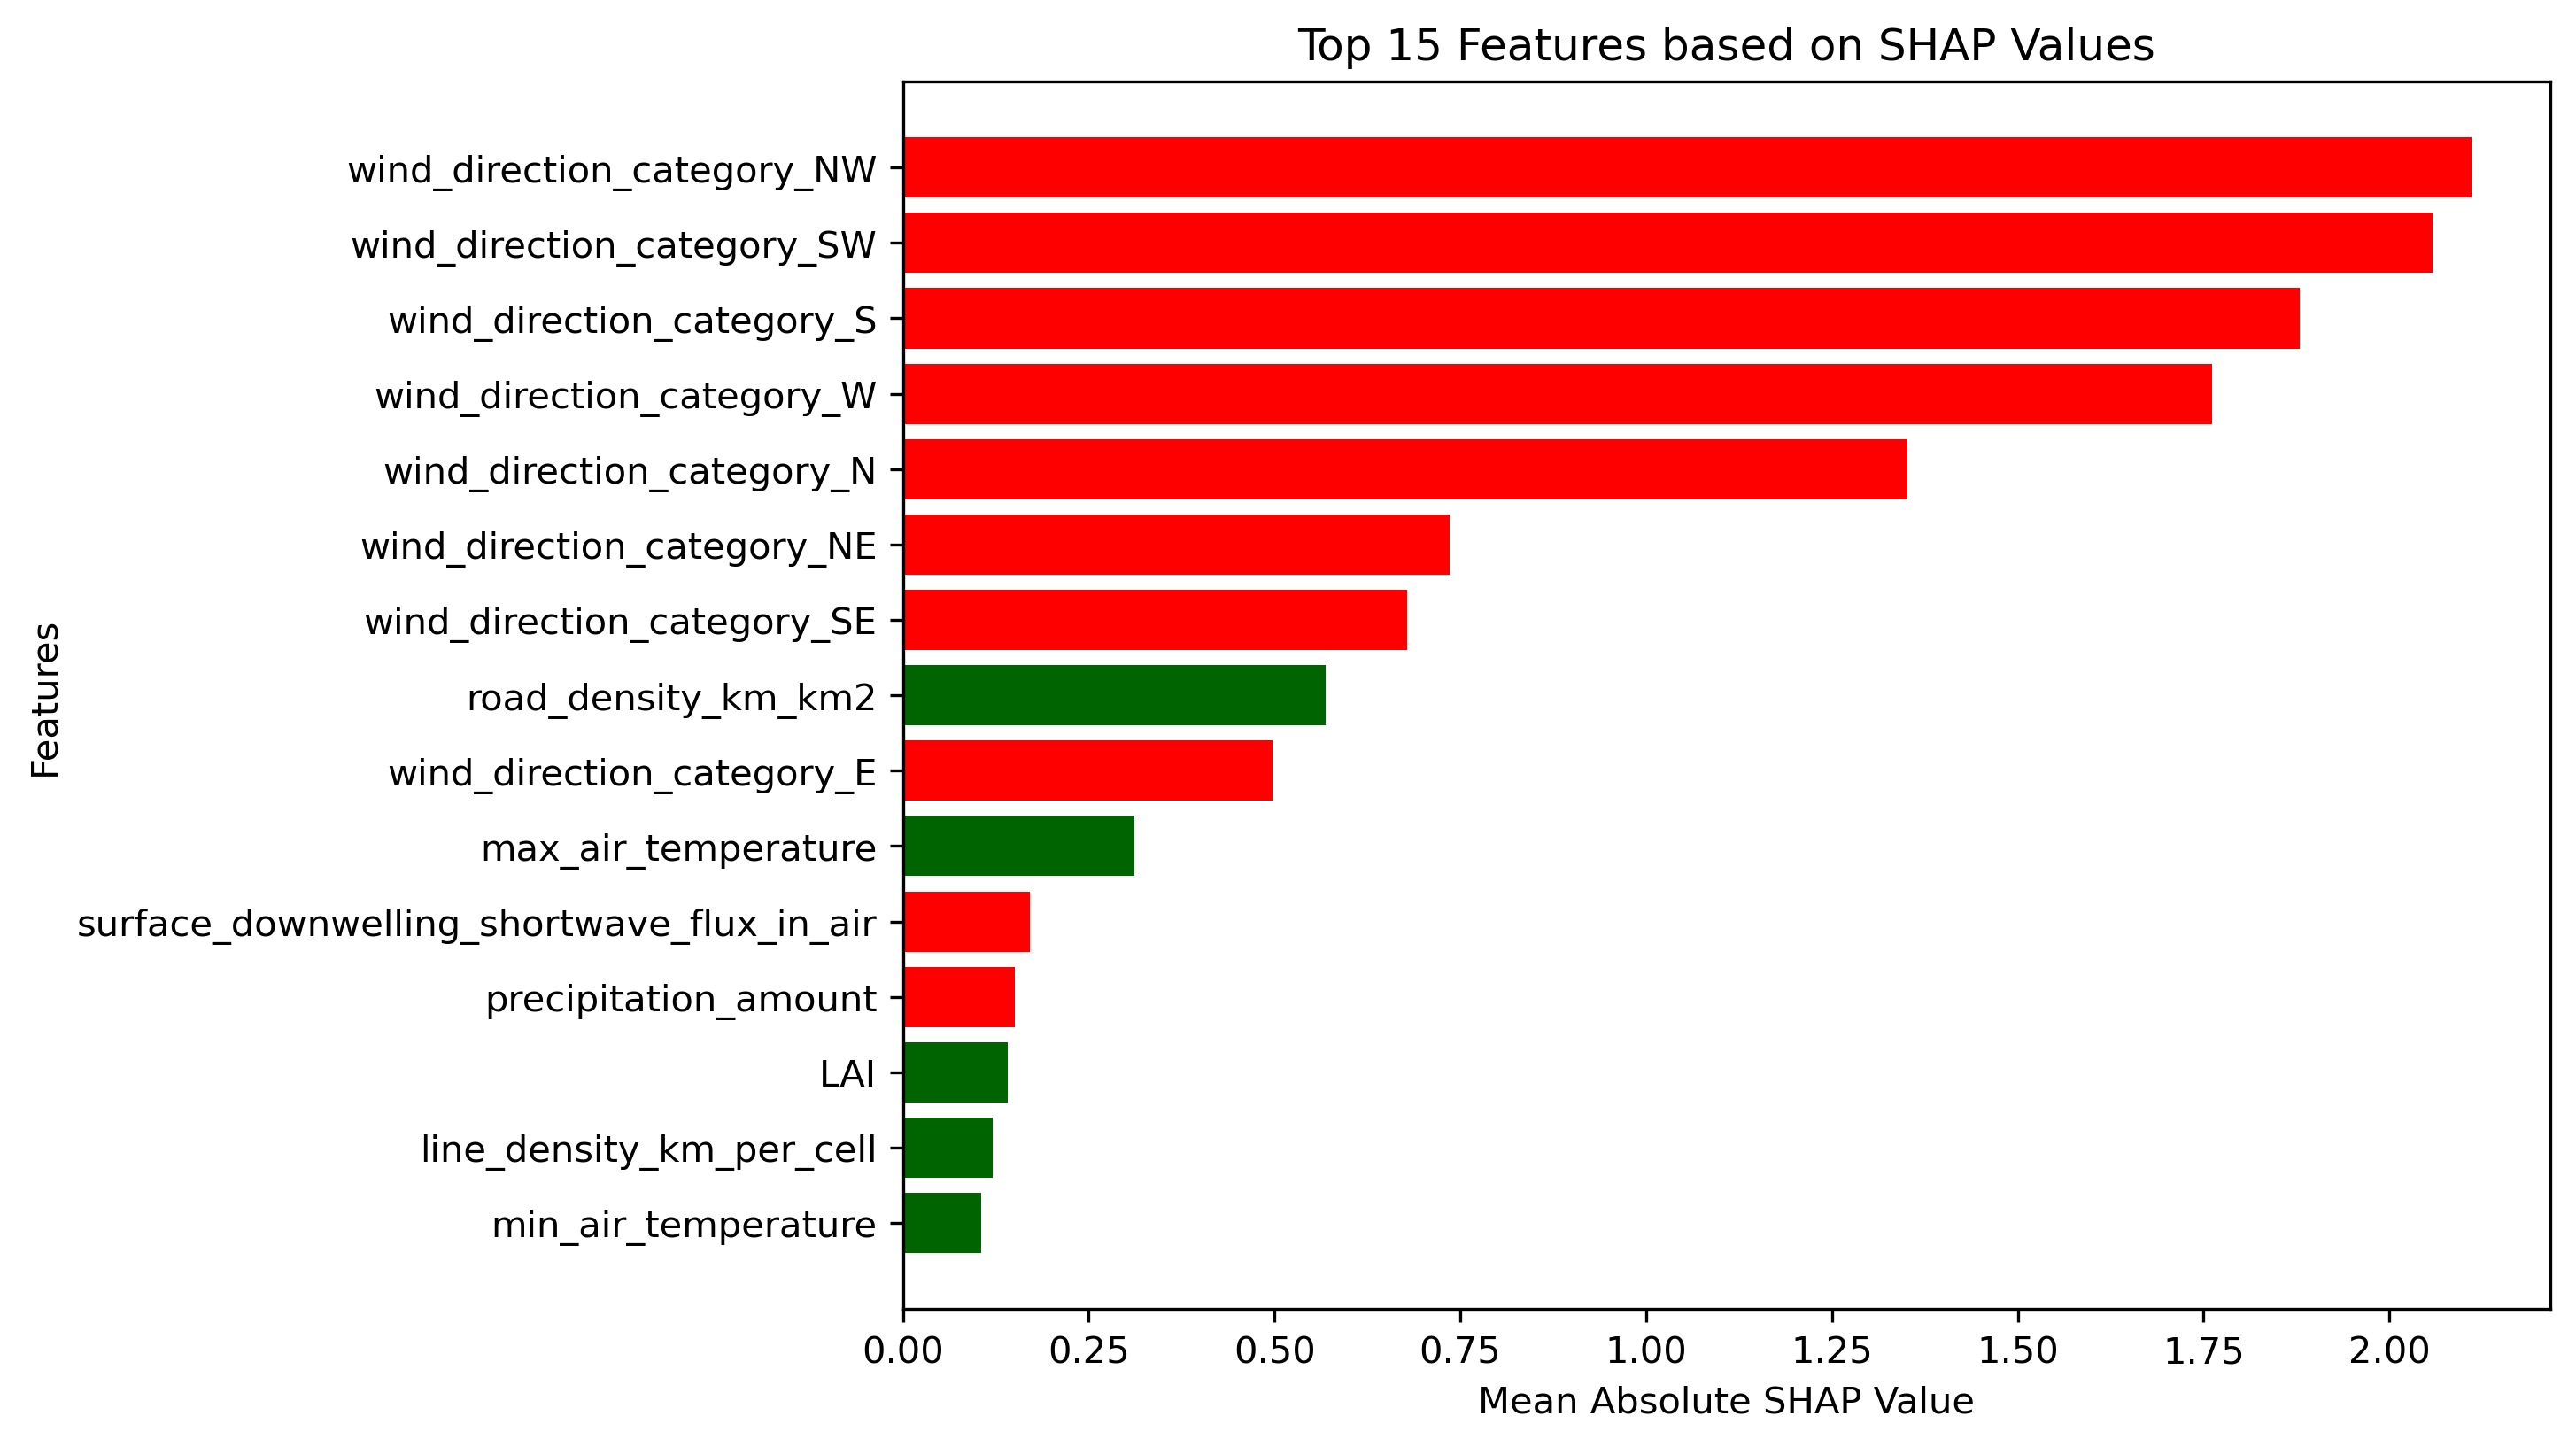 Top 15 Features based on SHAP Values
Features
wind_direction_category_NW
wind_direction_category_SW
wind_direction_category_S
wind_direction_category_W
wind_direction_category_N
wind_direction_category_NE
wind_direction_category_SE
road_density_km_km2
wind_direction_category_E
max_air_temperature
surface_downwelling_shortwave_flux_in_air
precipitation_amount
LAI
line_density_km_per_cell
min_air_temperature
0.00 0.25 0.50 0.75 1.00 1.25 1.50 1.75 2.00
Mean Absolute SHAP Value